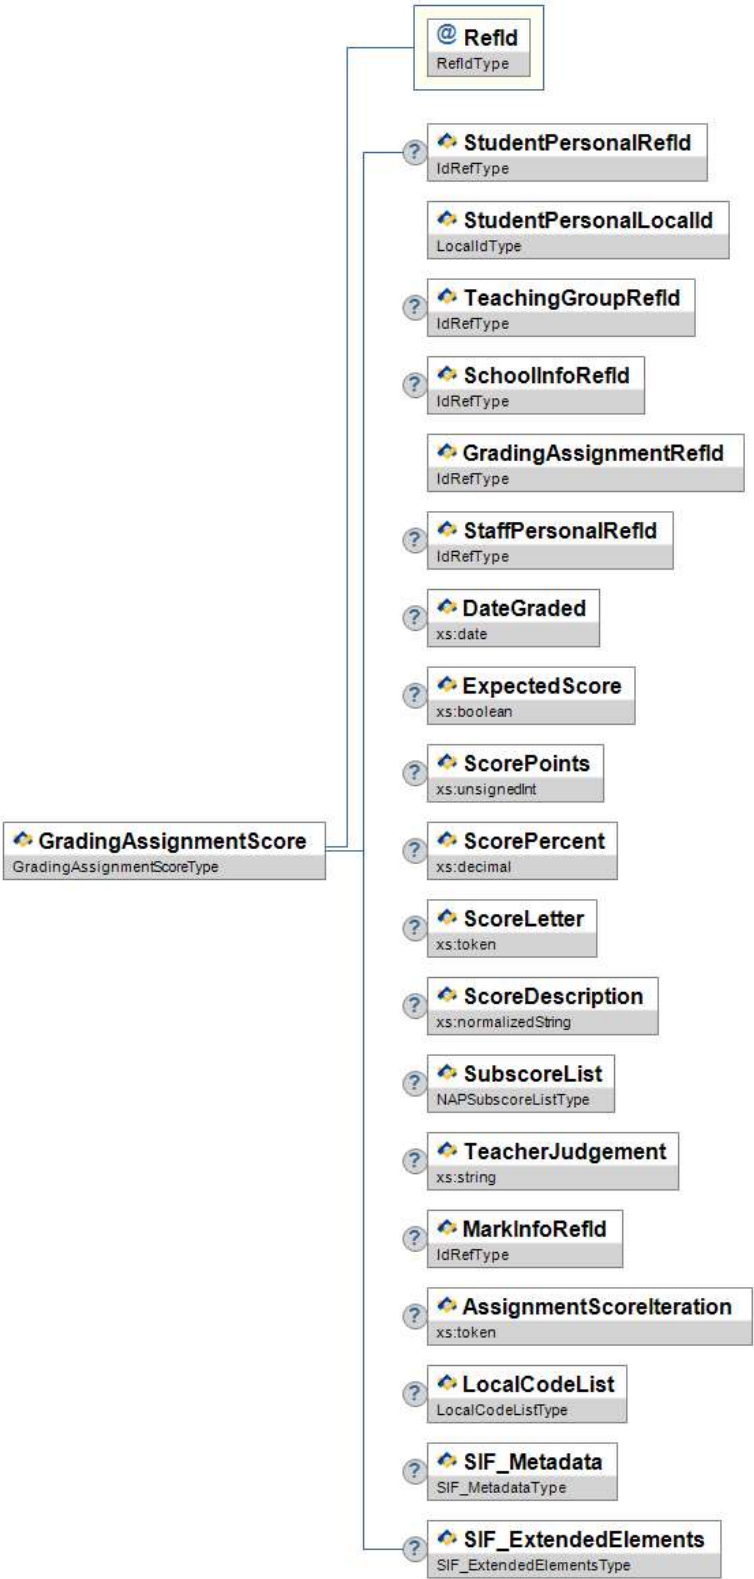 @ RefId
RefIdType
? StudentPersonalRefId
IdRefType
StudentPersonalLocalId
LocalIdType
? TeachingGroupRefId
IdRefType
? SchoolInfoRefId
IdRefType
GradingAssignmentRefId
IdRefType
? StaffPersonalRefId
IdRefType
? DateGraded
xs:date
? ExpectedScore
xs:boolean
? ScorePoints
xs:unsignedInt
GradingAssignmentScore
GradingAssignmentScoreType
? ScorePercent
xs:decimal
? ScoreLetter
xs:token
? ScoreDescription
xs:normalizedString
? SubscoreList
NAPSubscoreListType
? TeacherJudgement
xs:string
? MarkInfoRefId
IdRefType
? AssignmentScoreIteration
xs:token
? LocalCodeList
LocalCodeListType
? SIF_Metadata
SIF_MetadataType
? SIF_ExtendedElements
SIF_ExtendedElementsType